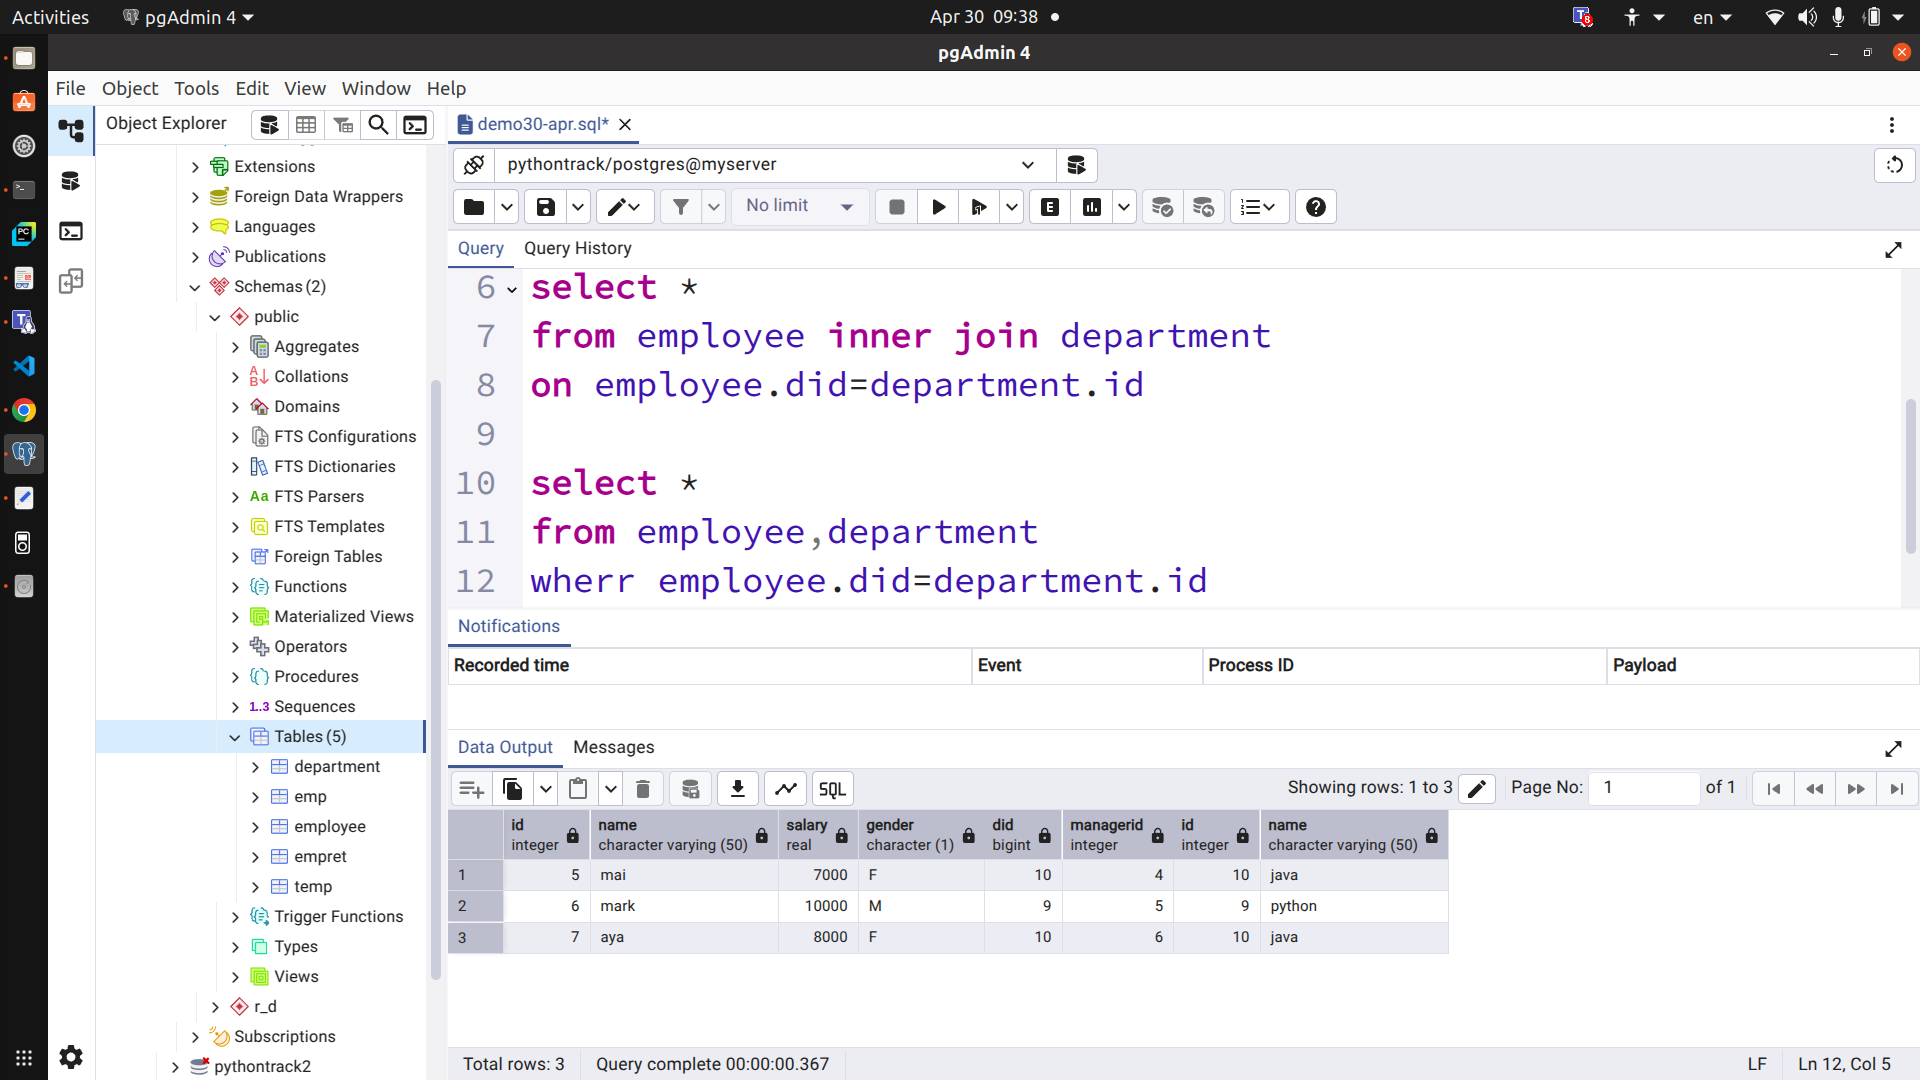 Activities
pgAdmin 4
Apr 30 09:38
en
pgAdmin 4
File Object Tools Edit View Window Help
Object Explorer
demo30-apr.sql*
pythontrack/postgres@myserver
No limit
Query Query History
Extensions
Foreign Data Wrappers
Languages
Publications
Schemas (2)
public
Aggregates
Collations
Domains
FTS Configurations
FTS Dictionaries
FTS Parsers
FTS Templates
Foreign Tables
Functions
Materialized Views
Operators
Procedures
1..3 Sequences
Tables (5)
department
emp
employee
empret
temp
Trigger Functions
Types
Views
r_d
Subscriptions
pythontrack2
6 select *
7 from employee inner join department
8 on employee.did=department.id
9
10 select *
11 from employee,department
12 wherr employee.did=department.id
Notifications
Recorded time Event Process ID Payload
Data Output Messages
SQL
Showing rows: 1 to 3 Page No: 1 of 1
id integer name character varying (50) salary real gender character (1) did bigint managerid integer id integer name character varying (50)
1 5 mai 7000 F 10 4 10 java
2 6 mark 10000 M 9 5 9 python
3 7 aya 8000 F 10 6 10 java
Total rows: 3 Query complete 00:00:00.367 LF Ln 12, Col 5